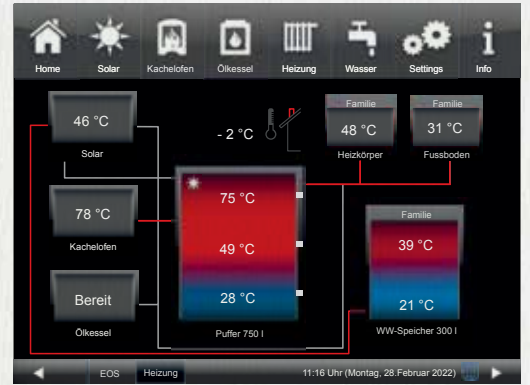 Home Solar Kachelofen Ölkessel Heizung Wasser Settings Info
46 °C
Solar
- 2 °C
Familie
48 °C
Heizkörper
Familie
31 °C
Fussboden
78 °C
Kachelofen
75 °C
49 °C
28 °C
Puffer 750 l
Familie
39 °C
21 °C
WW-Speicher 300 l
Bereit
Ölkessel
EOS Heizung 11:16 Uhr (Montag, 28.Februar 2022)